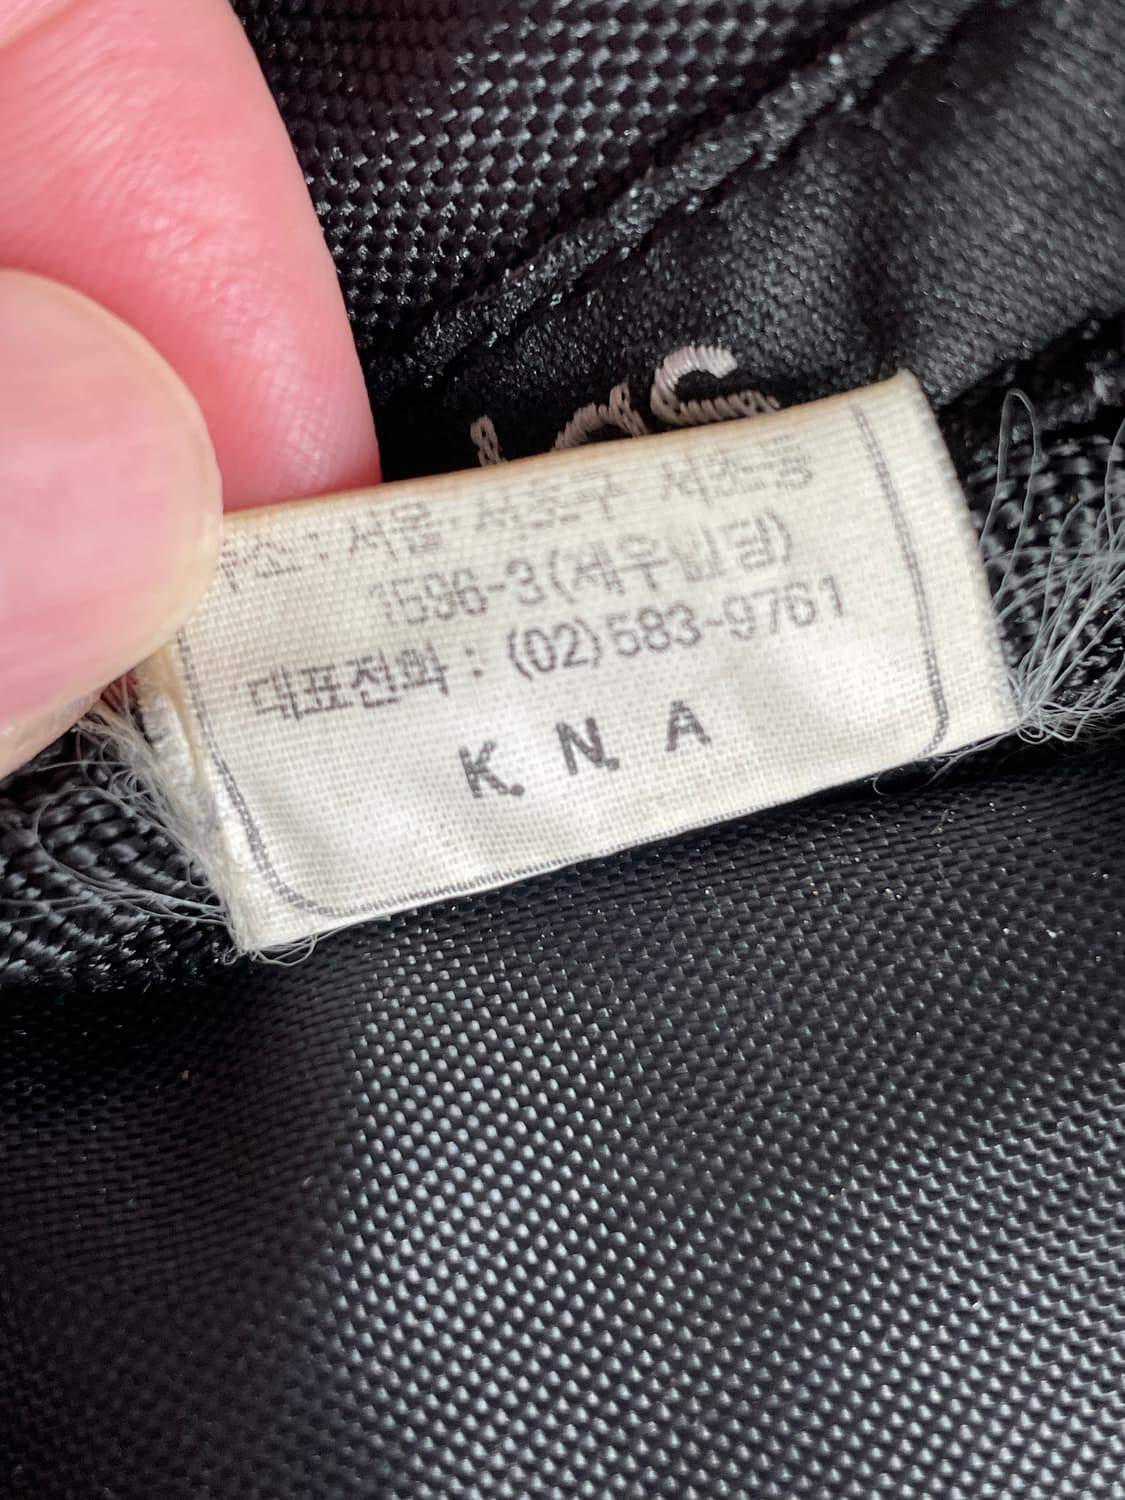 주소 : 서울 서초구 서초동
1596-3(세우빌딩)
대표전화 : (02)583-9761
K. N. A